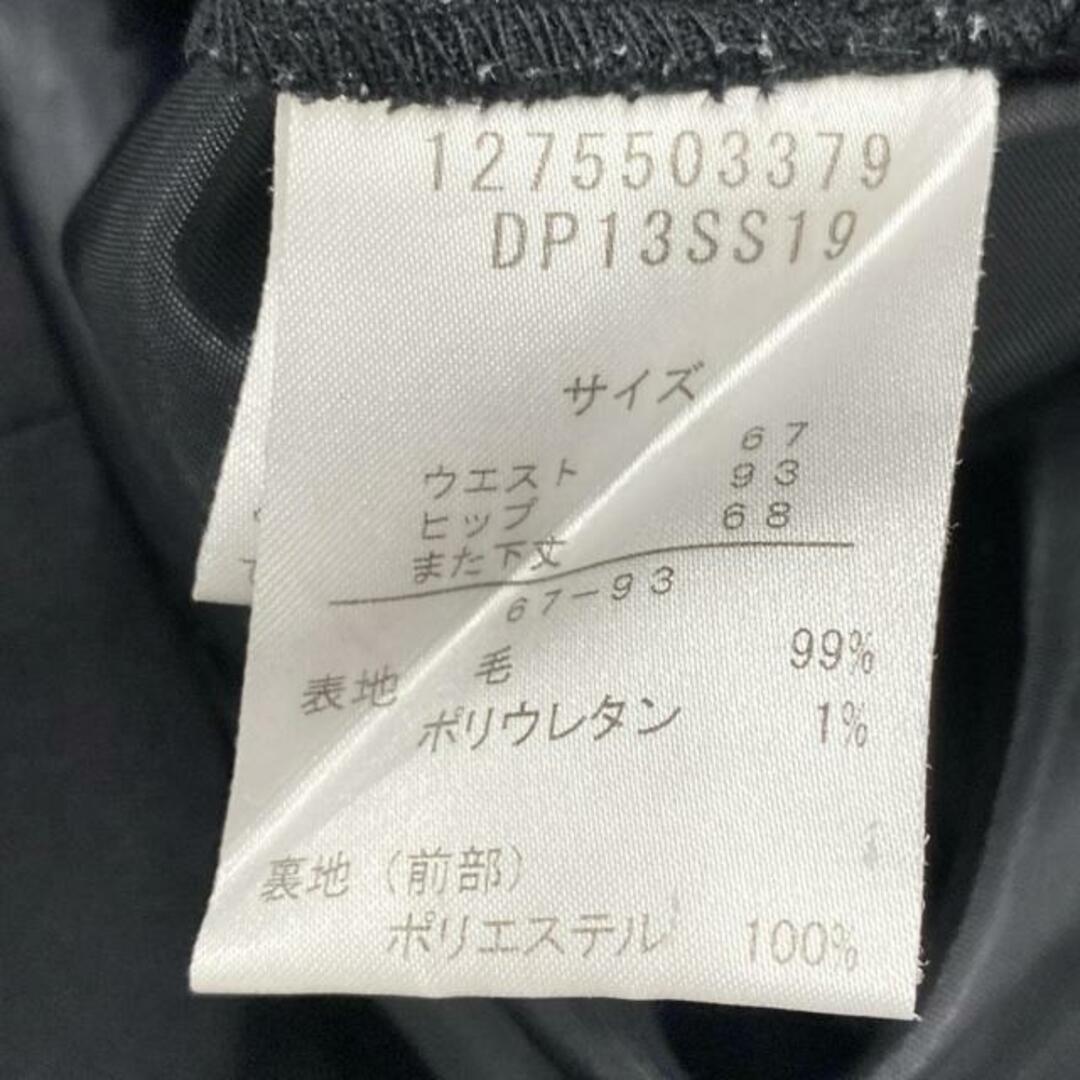 1275503379
DP13SS19
サイズ
ウエスト 67
ヒップ 93
また下丈 68
67-93
表地 毛 99%
ポリウレタン 1%
裏地(前部)
ポリエステル 100%